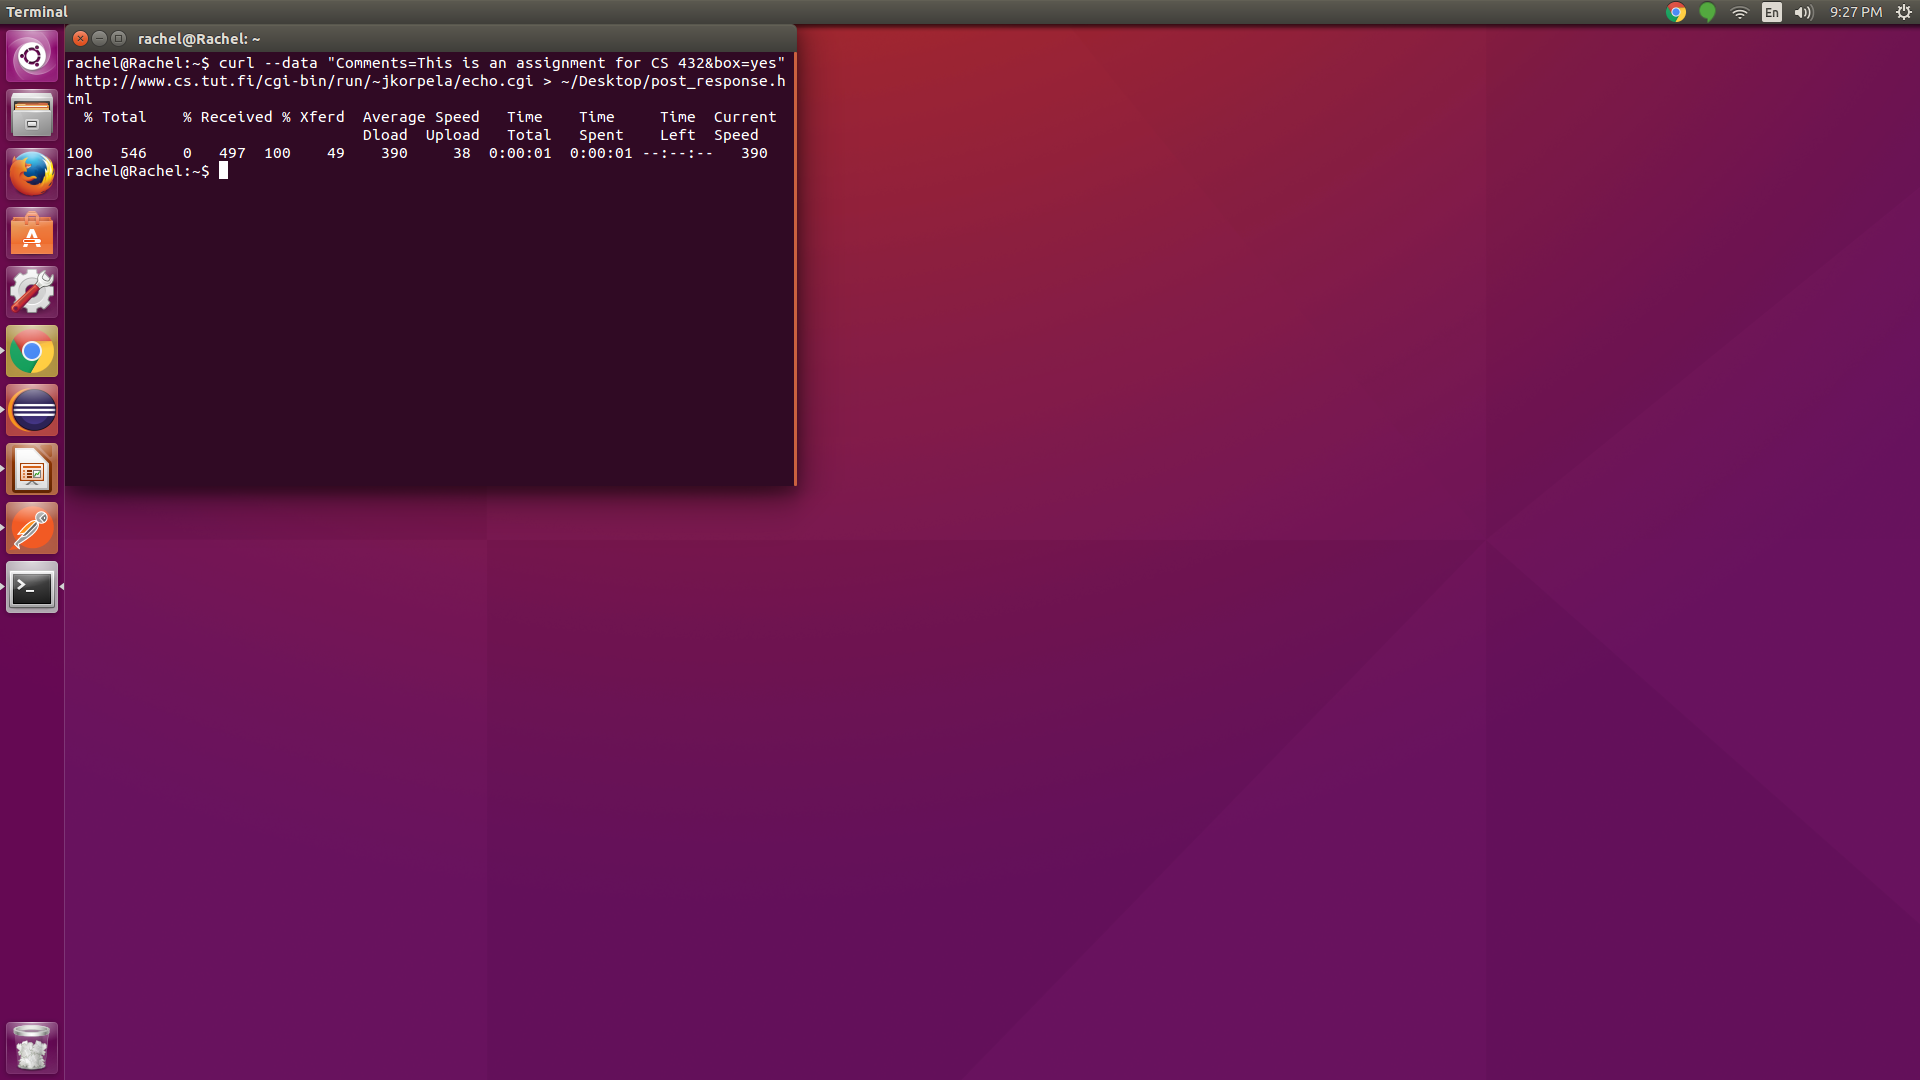 Terminal
En
9:27 PM
rachel@Rachel: ~
rachel@Rachel:~$ curl --data "Comments=This is an assignment for CS 432&box=yes"
 http://www.cs.tut.fi/cgi-bin/run/~jkorpela/echo.cgi > ~/Desktop/post_response.h
tml
  % Total    % Received % Xferd  Average Speed   Time    Time     Time  Current
                                 Dload  Upload   Total   Spent    Left  Speed
100   546    0   497  100    49    390     38  0:00:01  0:00:01 --:--:--   390
rachel@Rachel:~$